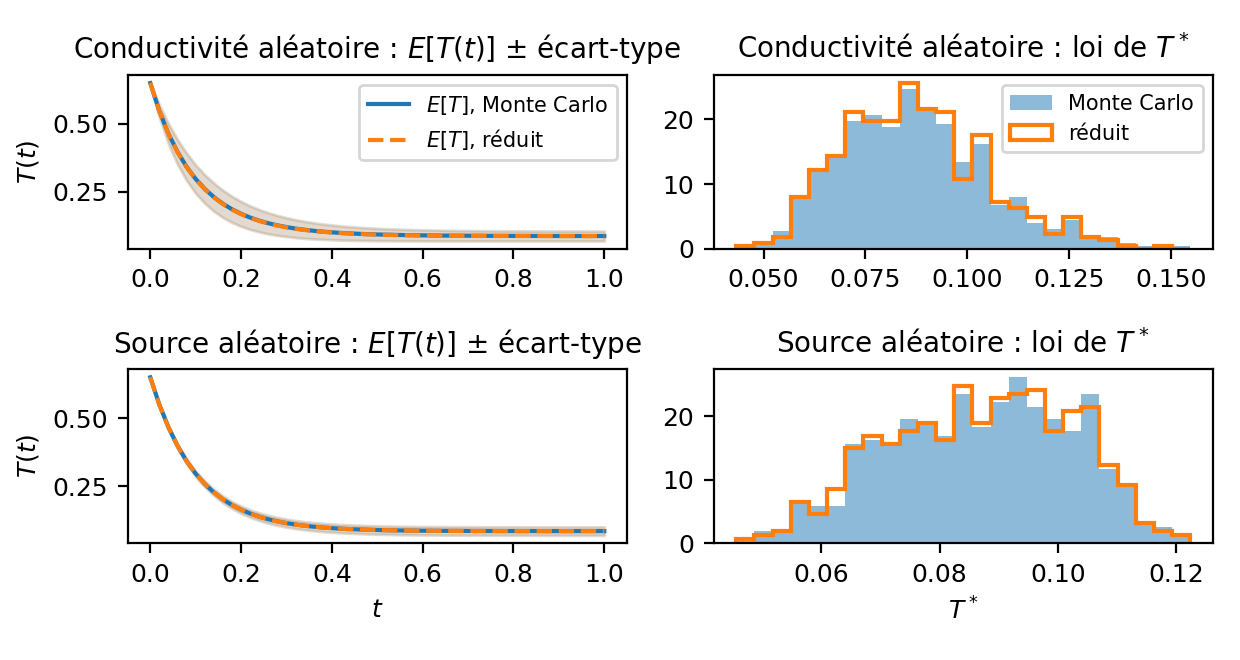 Conductivité aléatoire : E[T(t)] ± écart-type
T(t)
0.50
0.25
E[T], Monte Carlo
E[T], réduit
0.0 0.2 0.4 0.6 0.8 1.0
Conductivité aléatoire : loi de T*
20
10
0
Monte Carlo
réduit
0.050 0.075 0.100 0.125 0.150
Source aléatoire : E[T(t)] ± écart-type
T(t)
0.50
0.25
0.0 0.2 0.4 0.6 0.8 1.0
t
Source aléatoire : loi de T*
20
10
0
0.06 0.08 0.10 0.12
T*